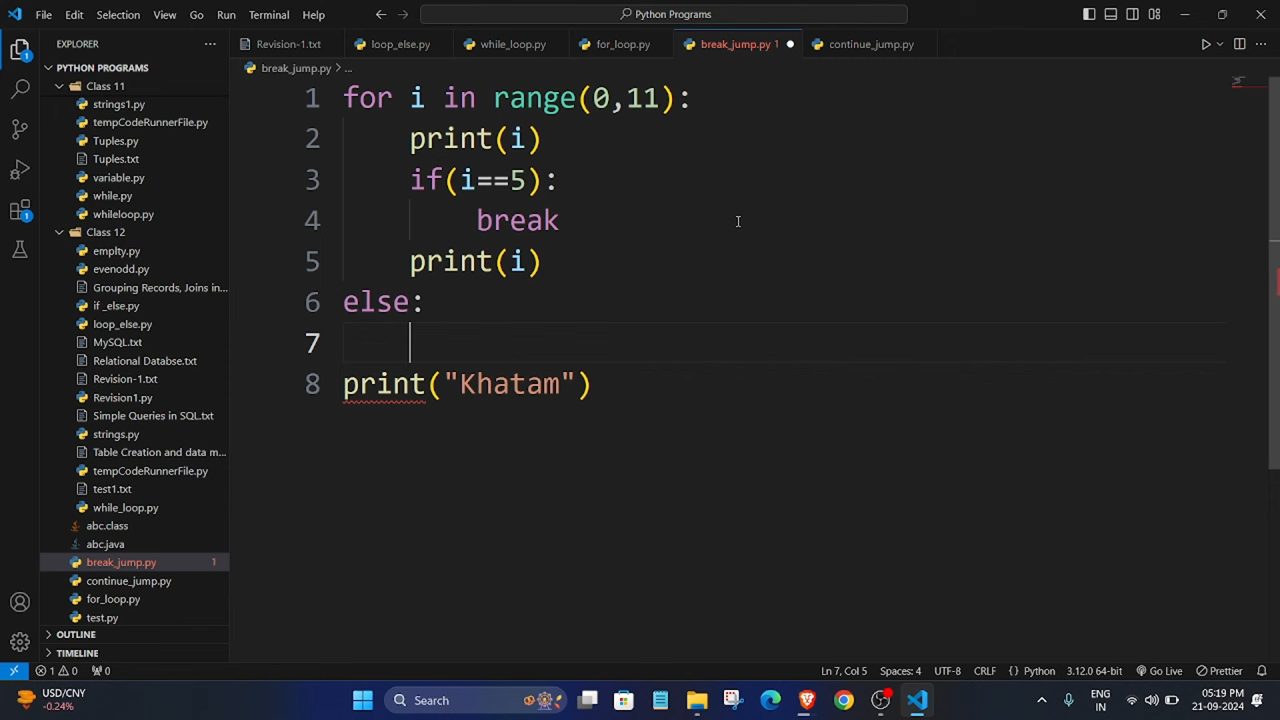 File Edit Selection View Go Run Terminal Help
Python Programs
EXPLORER
Revision-1.txt loop_else.py while_loop.py for_loop.py break_jump.py 1 continue_jump.py
PYTHON PROGRAMS
break_jump.py > ...
Class 11
strings1.py
tempCodeRunnerFile.py
Tuples.py
Tuples.txt
variable.py
while.py
whileloop.py
Class 12
emplty.py
evenodd.py
Grouping Records, Joins in...
if _else.py
loop_else.py
MySQL.txt
Relational Databse.txt
Revision-1.txt
Revision1.py
Simple Queries in SQL.txt
strings.py
Table Creation and data m...
tempCodeRunnerFile.py
test1.txt
while_loop.py
abc.class
abc.java
break_jump.py 1
continue_jump.py
for_loop.py
test.py
OUTLINE
TIMELINE
1 for i in range(0,11):
2 print(i)
3 if(i==5):
4 break
5 print(i)
6 else:
7
8 print("Khatam")
1 0 0
Ln 7, Col 5 Spaces: 4 UTF-8 CRLF {} Python 3.12.0 64-bit Go Live Prettier
USD/CNY
-0.24%
Search
ENG
IN
05:19 PM
21-09-2024